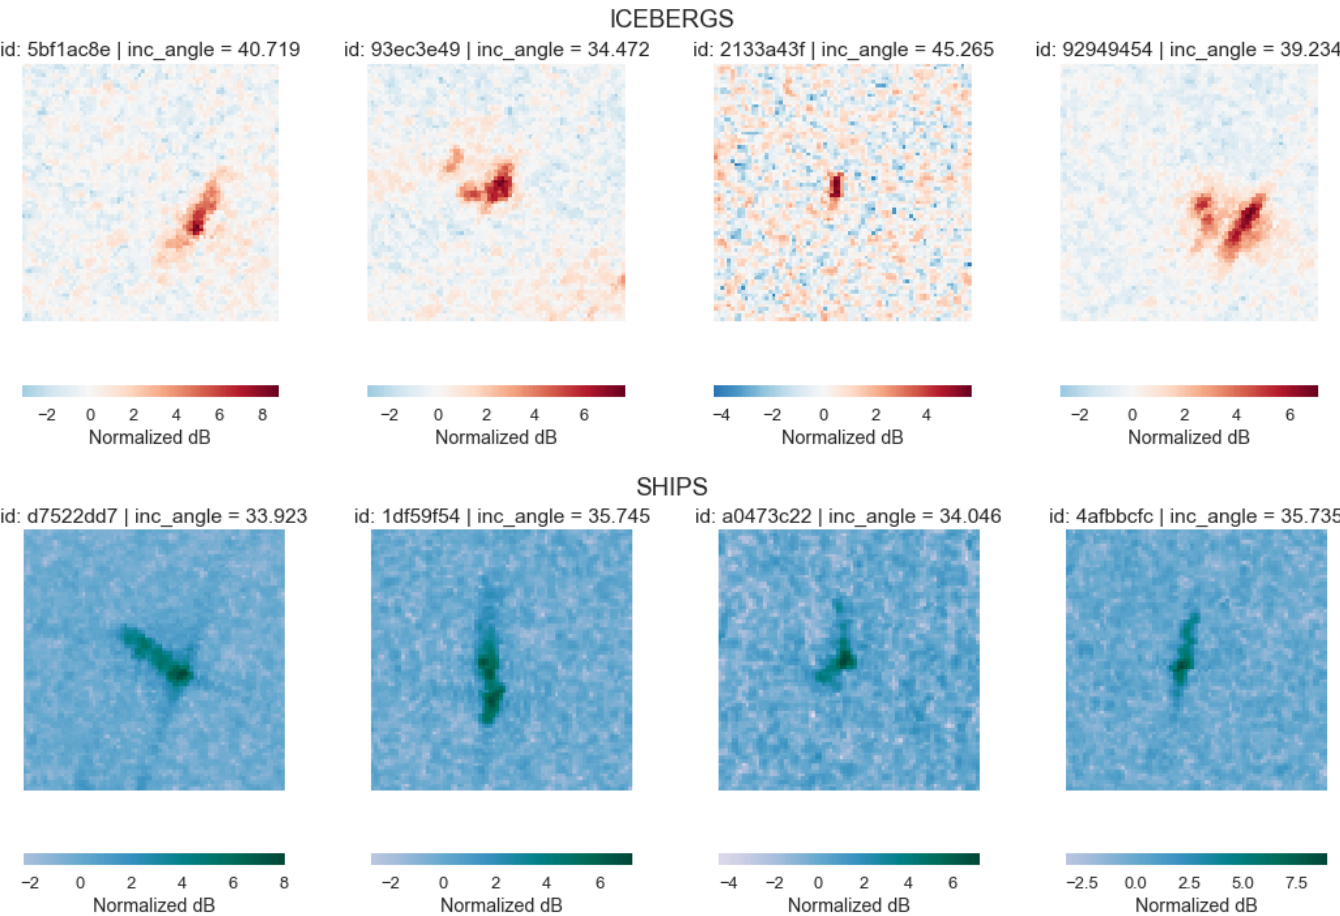 ICEBERGS
id: 5bf1ac8e | inc_angle = 40.719
id: 93ec3e49 | inc_angle = 34.472
id: 2133a43f | inc_angle = 45.265
id: 92949454 | inc_angle = 39.234
−2 0 2 4 6 8
−2 0 2 4 6
−4 −2 0 2 4
−2 0 2 4 6
Normalized dB
Normalized dB
Normalized dB
Normalized dB
SHIPS
id: d7522dd7 | inc_angle = 33.923
id: 1df59f54 | inc_angle = 35.745
id: a0473c22 | inc_angle = 34.046
id: 4afbbcfc | inc_angle = 35.735
−2 0 2 4 6 8
−2 0 2 4 6
−4 −2 0 2 4 6
−2.5 0.0 2.5 5.0 7.5
Normalized dB
Normalized dB
Normalized dB
Normalized dB